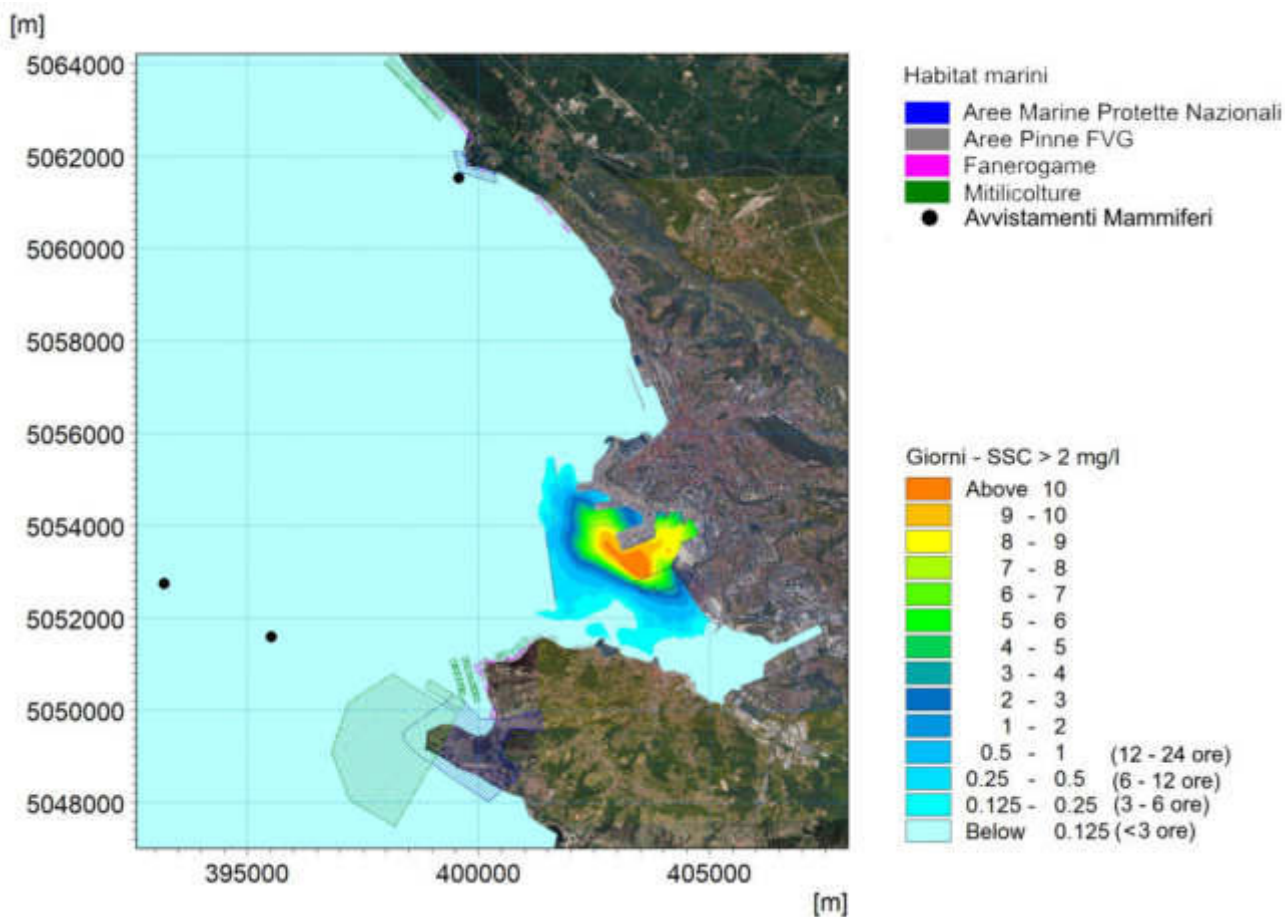 [m]
5064000
5062000
5060000
5058000
5056000
5054000
5052000
5050000
5048000
395000 400000 405000
[m]
Habitat marini
Aree Marine Protette Nazionali
Aree Pinne FVG
Fanerogame
Mitilicolture
Avvistamenti Mammiferi
Giorni - SSC > 2 mg/l
Above 10
9 - 10
8 - 9
7 - 8
6 - 7
5 - 6
4 - 5
3 - 4
2 - 3
1 - 2
0.5 - 1 (12 - 24 ore)
0.25 - 0.5 (6 - 12 ore)
0.125 - 0.25 (3 - 6 ore)
Below 0.125 (<3 ore)